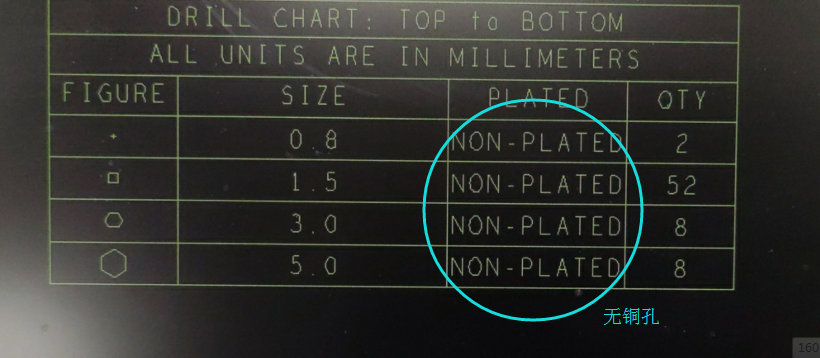 DRILL CHART: TOP to BOTTOM
ALL UNITS ARE IN MILLIMETERS
FIGURE SIZE PLATED QTY
0.8 NON-PLATED 2
1.5 NON-PLATED 52
3.0 NON-PLATED 8
5.0 NON-PLATED 8
无铜孔
160